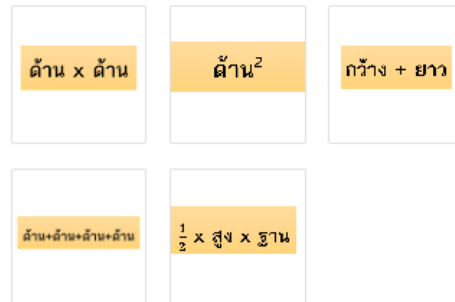 ด้าน x ด้าน
ด้าน²
กว้าง + ยาว
ด้าน+ด้าน+ด้าน+ด้าน
½ x สูง x ฐาน